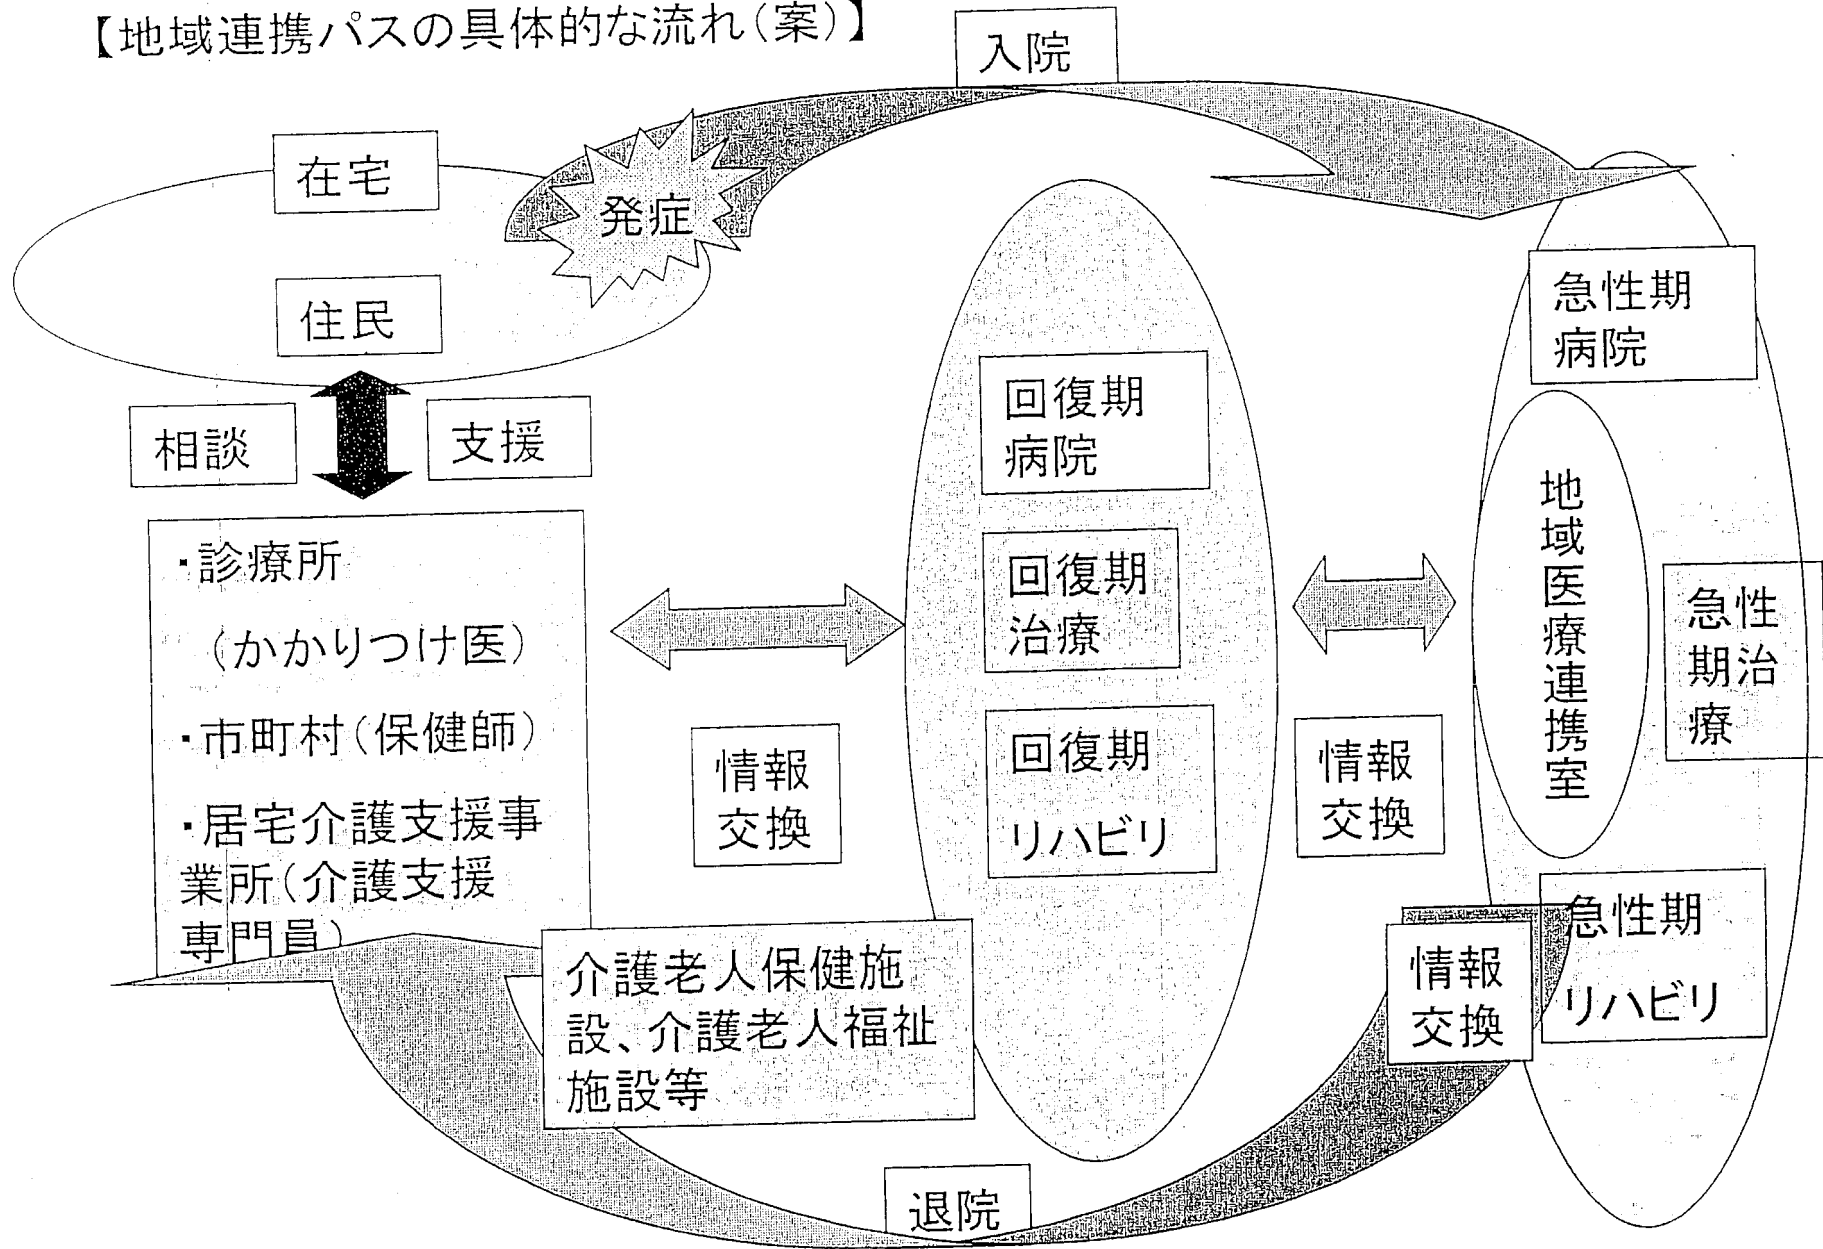 【地域連携パスの具体的な流れ(案)】
入院
在宅
発症
住民
相談
支援
・診療所
(かかりつけ医)
・市町村(保健師)
・居宅介護支援事
業所(介護支援
専門員)
情報
交換
回復期
病院
回復期
治療
回復期
リハビリ
情報
交換
急性期
病院
地域医療連携室
急性
期治
療
急性期
リハビリ
情報
交換
介護老人保健施
設、介護老人福祉
施設等
退院